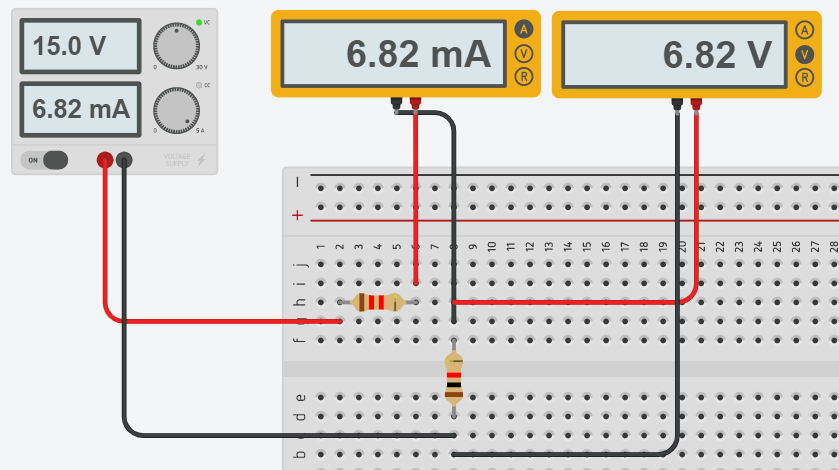 15.0 V
VC
0
30 V
6.82 mA
CC
0
5 A
ON
VOLTAGE
SUPPLY
6.82 mA
A
V
R
6.82 V
A
V
R
−
+
1 2 3 4 5 6 7 8 9 10 11 12 13 14 15 16 17 18 19 20 21 22 23 24 25 26 27 28
j
i
h
g
f
e
d
c
b